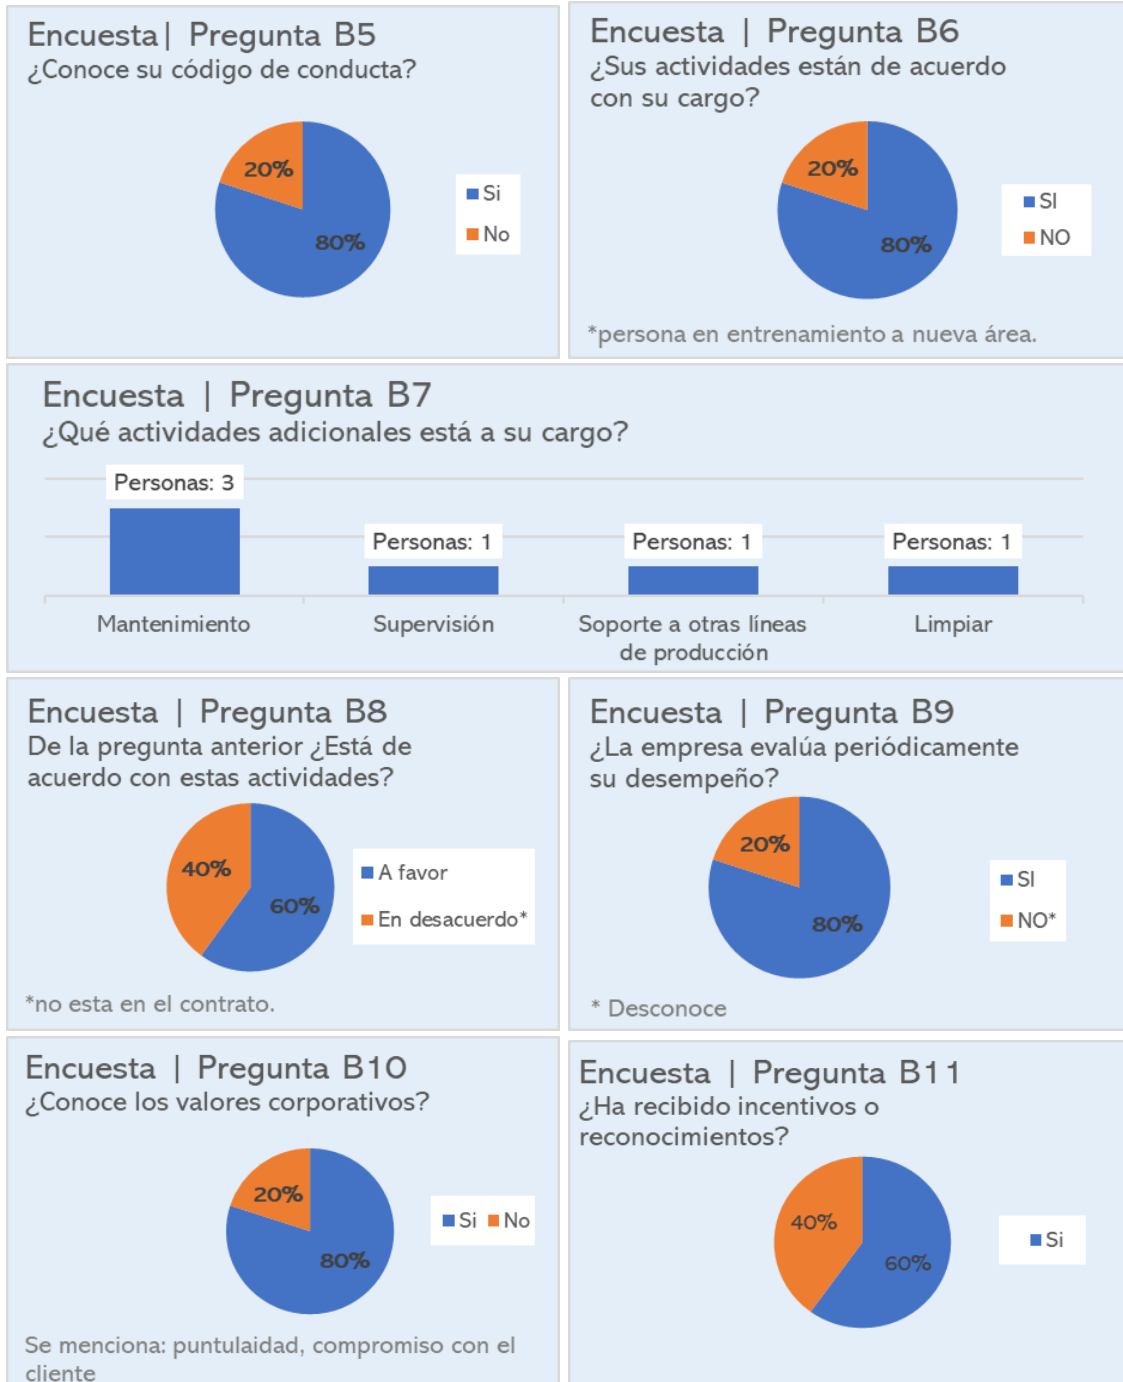 Encuesta| Pregunta B5
¿Conoce su código de conducta?
20%
80%
Si
No
Encuesta | Pregunta B6
¿Sus actividades están de acuerdo
con su cargo?
20%
80%
SI
NO
*persona en entrenamiento a nueva área.
Encuesta | Pregunta B7
¿Qué actividades adicionales está a su cargo?
Personas: 3
Personas: 1
Personas: 1
Personas: 1
Mantenimiento
Supervisión
Soporte a otras líneas
de producción
Limpiar
Encuesta | Pregunta B8
De la pregunta anterior ¿Está de
acuerdo con estas actividades?
40%
60%
A favor
En desacuerdo*
*no esta en el contrato.
Encuesta | Pregunta B9
¿La empresa evalúa periódicamente
su desempeño?
20%
80%
SI
NO*
* Desconoce
Encuesta | Pregunta B10
¿Conoce los valores corporativos?
20%
80%
Si No
Se menciona: puntulaidad, compromiso con el
cliente
Encuesta | Pregunta B11
¿Ha recibido incentivos o
reconocimientos?
40%
60%
Si